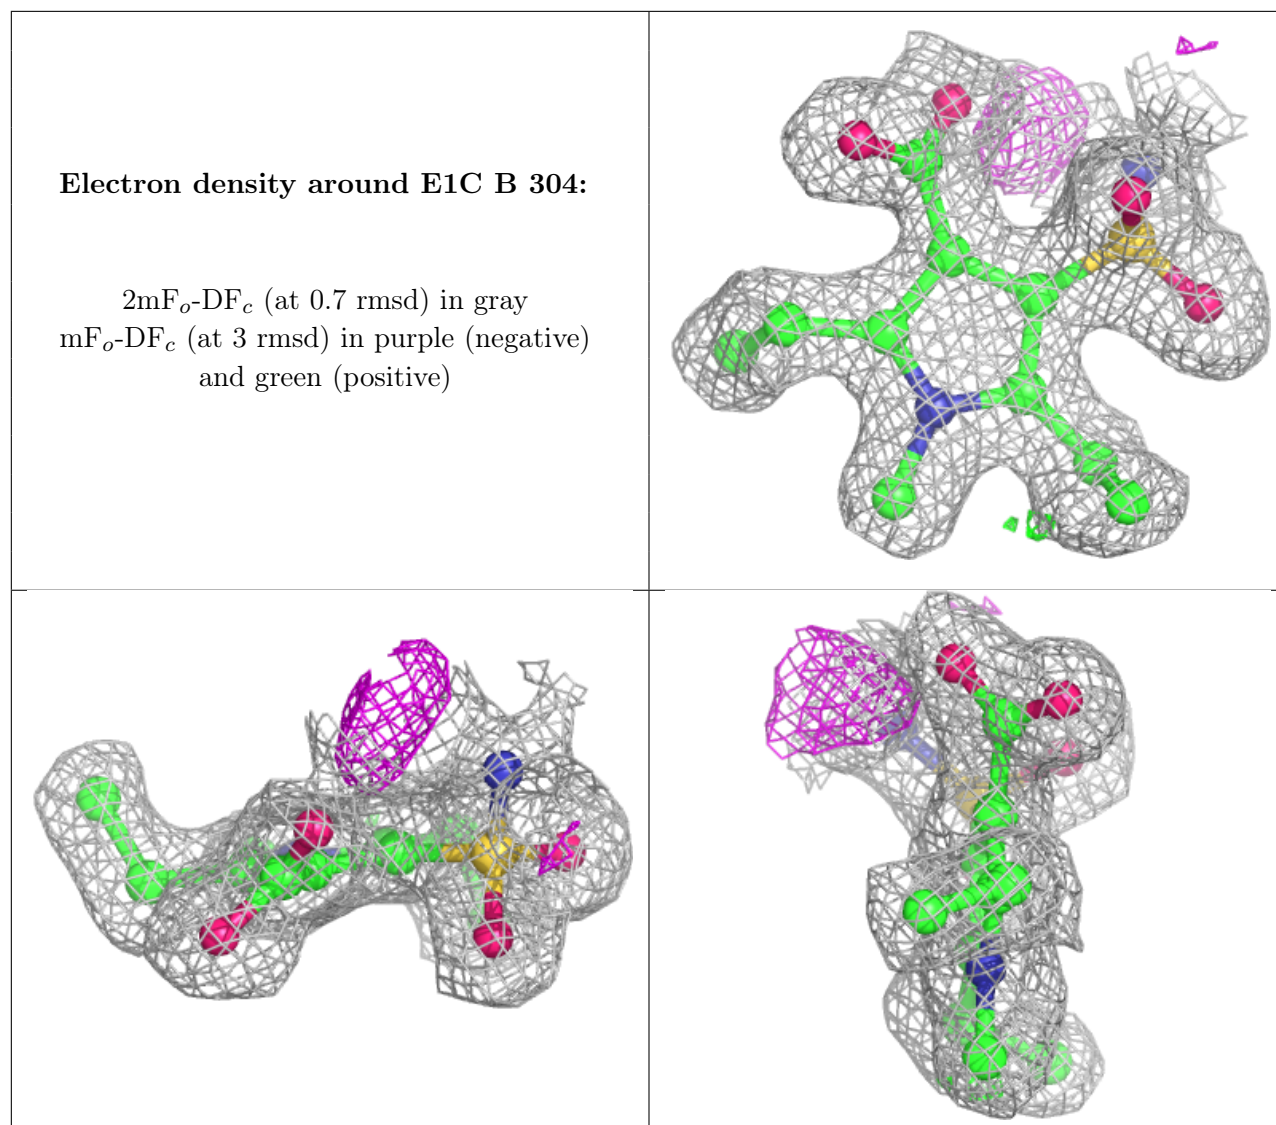 Electron density around E1C B 304:
2mFo-DFc (at 0.7 rmsd) in gray
mFo-DFc (at 3 rmsd) in purple (negative)
and green (positive)